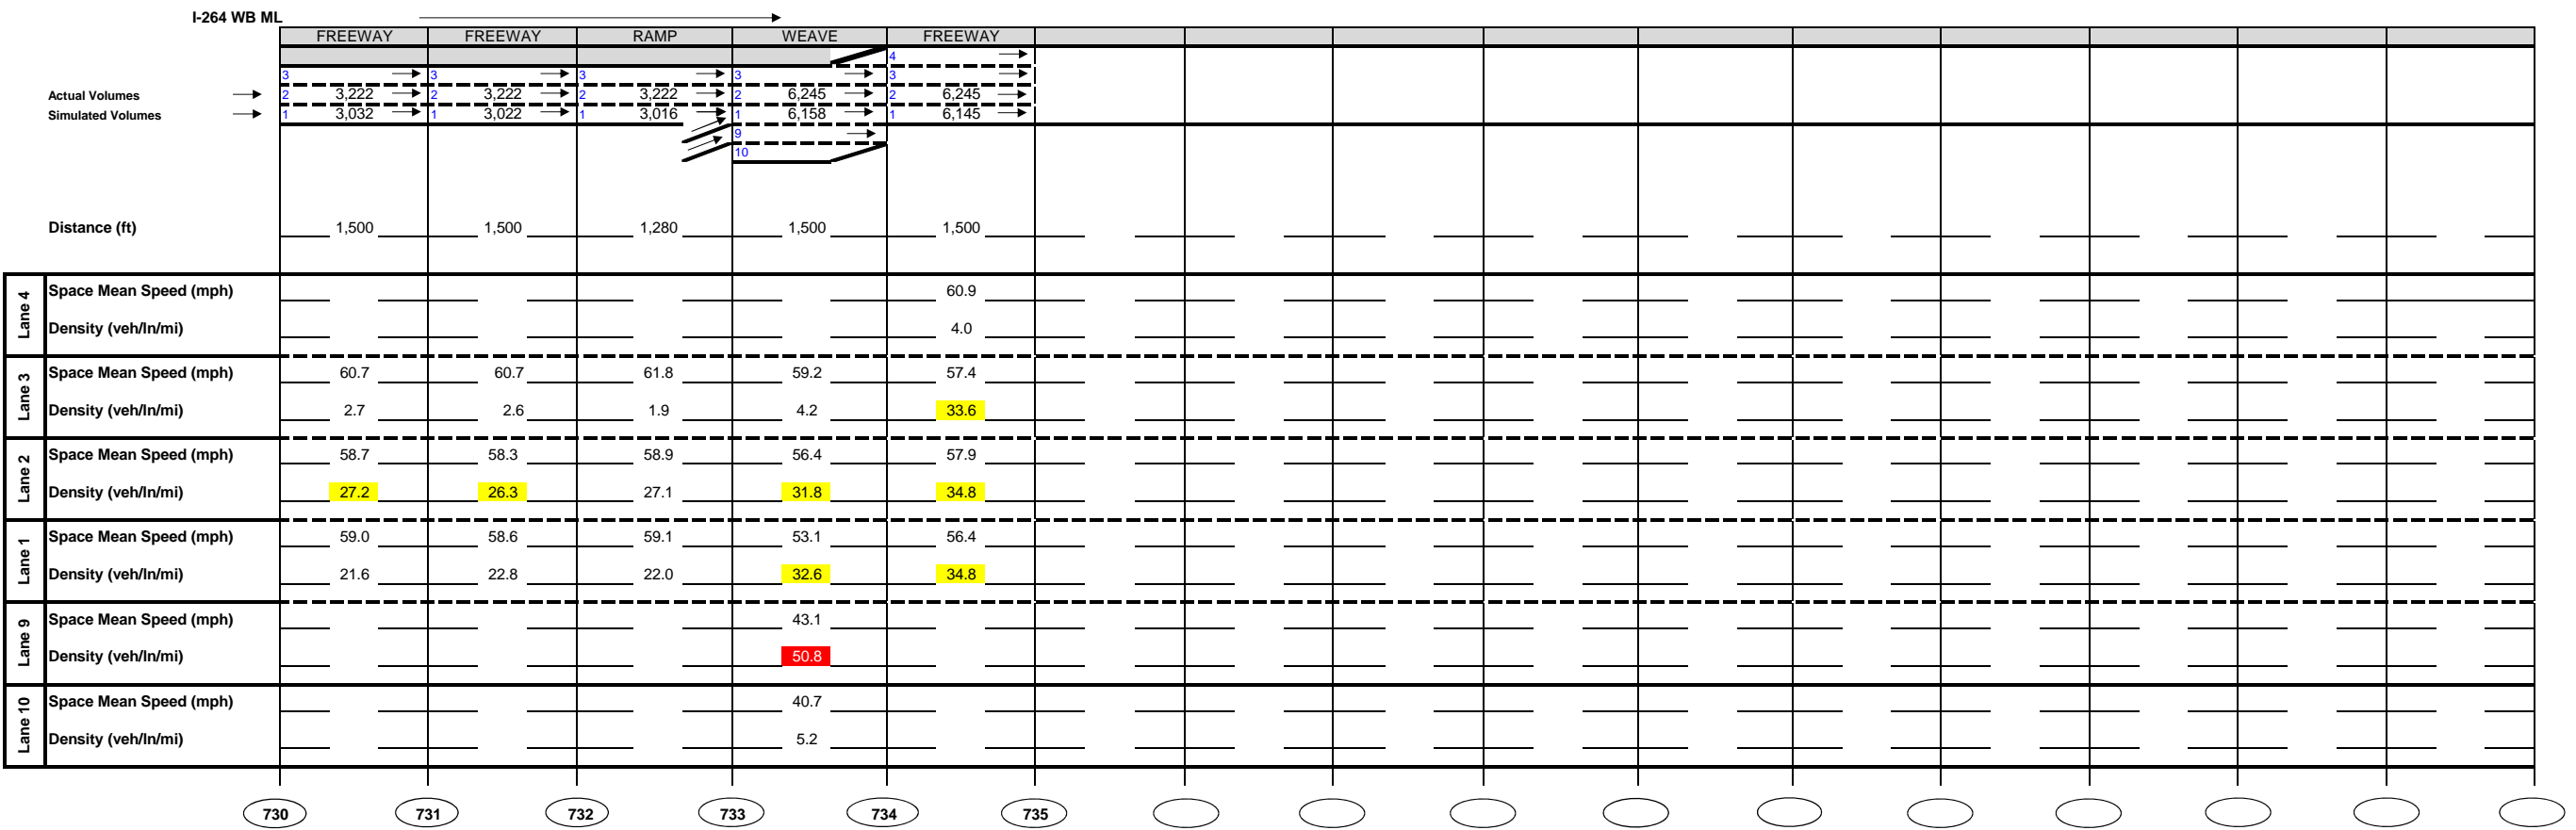 I-264 WB ML
FREEWAY FREEWAY RAMP WEAVE FREEWAY
4
3 3 3 3 3
Actual Volumes 2 3,222 2 3,222 2 3,222 2 6,245 2 6,245
Simulated Volumes 1 3,032 1 3,022 1 3,016 1 6,158 1 6,145
9
10
Distance (ft) 1,500 1,500 1,280 1,500 1,500
Lane 4
Space Mean Speed (mph) 60.9
Density (veh/ln/mi) 4.0
Lane 3
Space Mean Speed (mph) 60.7 60.7 61.8 59.2 57.4
Density (veh/ln/mi) 2.7 2.6 1.9 4.2 33.6
Lane 2
Space Mean Speed (mph) 58.7 58.3 58.9 56.4 57.9
Density (veh/ln/mi) 27.2 26.3 27.1 31.8 34.8
Lane 1
Space Mean Speed (mph) 59.0 58.6 59.1 53.1 56.4
Density (veh/ln/mi) 21.6 22.8 22.0 32.6 34.8
Lane 9
Space Mean Speed (mph) 43.1
Density (veh/ln/mi) 50.8
Lane 10
Space Mean Speed (mph) 40.7
Density (veh/ln/mi) 5.2
730 731 732 733 734 735